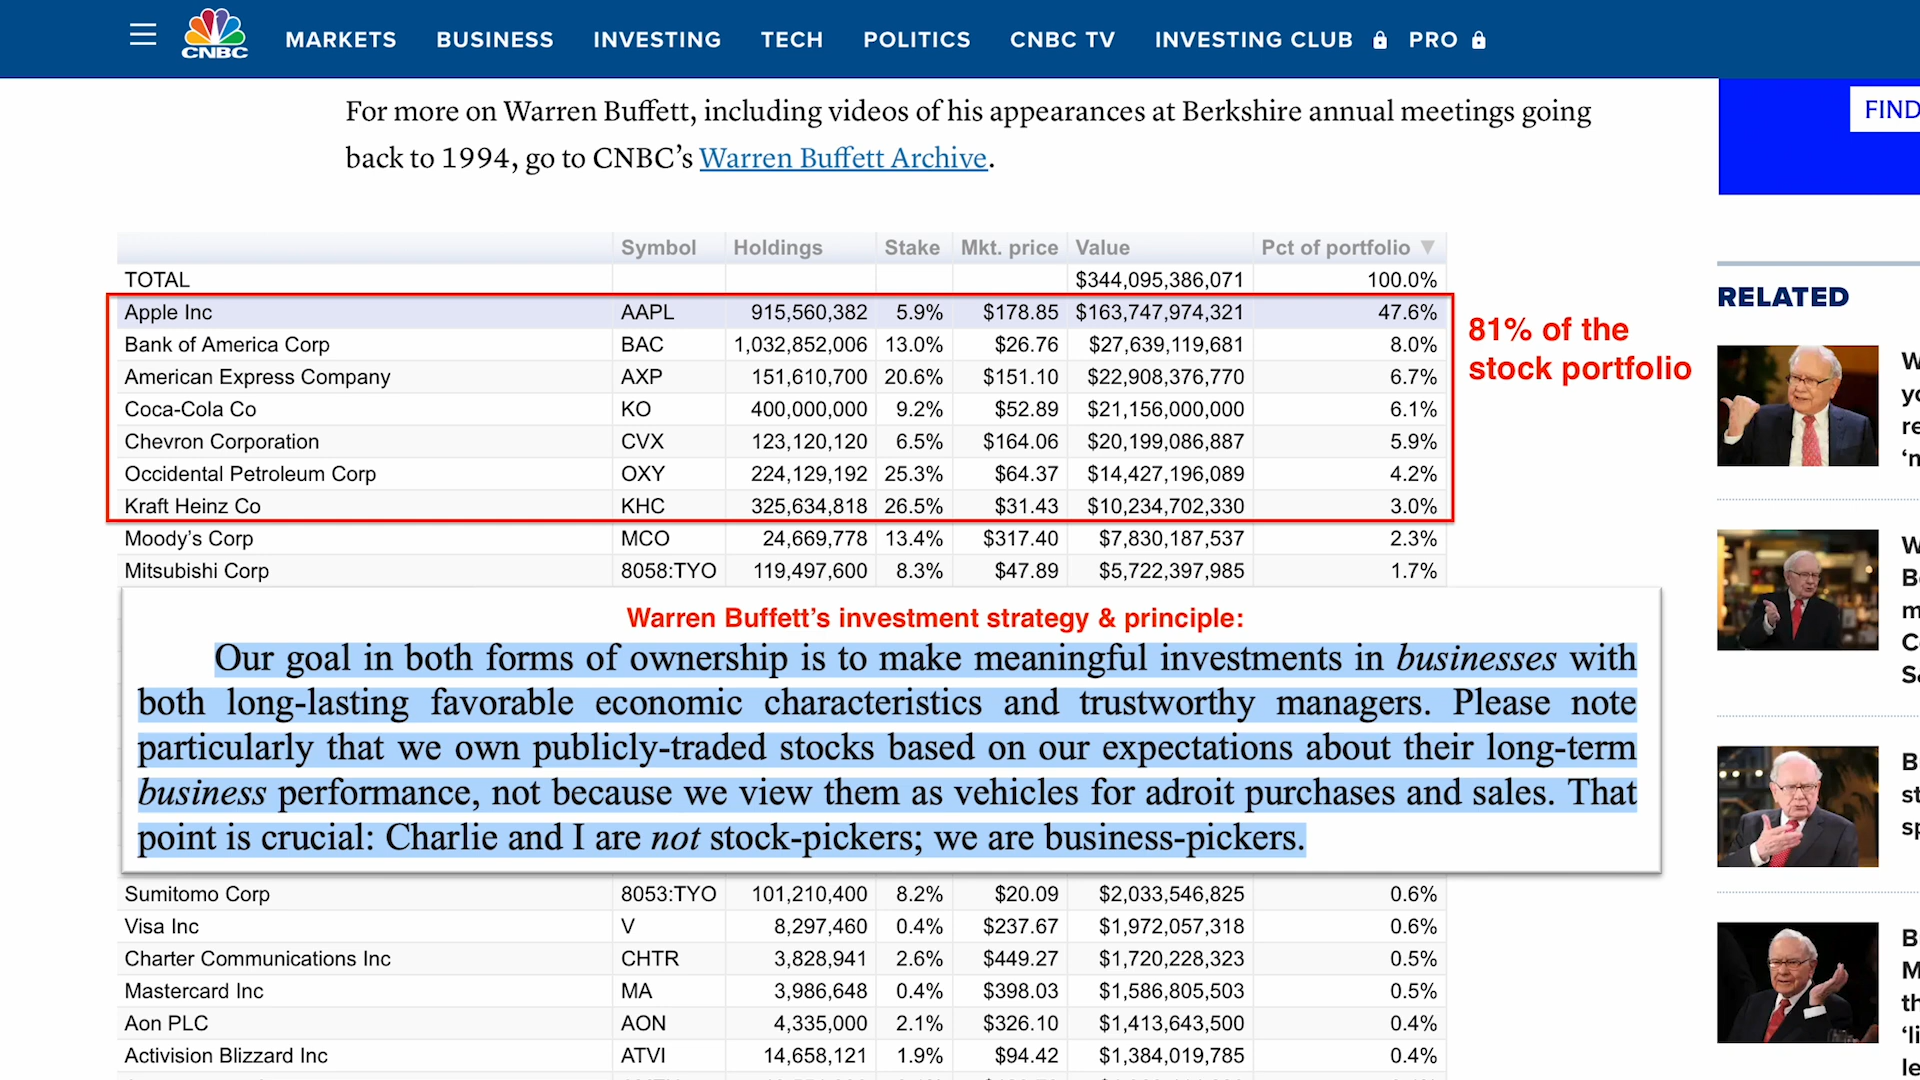 CNBC MARKETS BUSINESS INVESTING TECH POLITICS CNBC TV INVESTING CLUB PRO
For more on Warren Buffett, including videos of his appearances at Berkshire annual meetings going
back to 1994, go to CNBC’s Warren Buffett Archive.
FIND
Symbol Holdings Stake Mkt. price Value Pct of portfolio ▼
TOTAL $344,095,386,071 100.0%
Apple Inc AAPL 915,560,382 5.9% $178.85 $163,747,974,321 47.6%
Bank of America Corp BAC 1,032,852,006 13.0% $26.76 $27,639,119,681 8.0%
American Express Company AXP 151,610,700 20.6% $151.10 $22,908,376,770 6.7%
Coca-Cola Co KO 400,000,000 9.2% $52.89 $21,156,000,000 6.1%
Chevron Corporation CVX 123,120,120 6.5% $164.06 $20,199,086,887 5.9%
Occidental Petroleum Corp OXY 224,129,192 25.3% $64.37 $14,427,196,089 4.2%
Kraft Heinz Co KHC 325,634,818 26.5% $31.43 $10,234,702,330 3.0%
Moody’s Corp MCO 24,669,778 13.4% $317.40 $7,830,187,537 2.3%
Mitsubishi Corp 8058:TYO 119,497,600 8.3% $47.89 $5,722,397,985 1.7%
81% of the
stock portfolio
Warren Buffett’s investment strategy & principle:
Our goal in both forms of ownership is to make meaningful investments in businesses with
both long-lasting favorable economic characteristics and trustworthy managers. Please note
particularly that we own publicly-traded stocks based on our expectations about their long-term
business performance, not because we view them as vehicles for adroit purchases and sales. That
point is crucial: Charlie and I are not stock-pickers; we are business-pickers.
Sumitomo Corp 8053:TYO 101,210,400 8.2% $20.09 $2,033,546,825 0.6%
Visa Inc V 8,297,460 0.4% $237.67 $1,972,057,318 0.6%
Charter Communications Inc CHTR 3,828,941 2.6% $449.27 $1,720,228,323 0.5%
Mastercard Inc MA 3,986,648 0.4% $398.03 $1,586,805,503 0.5%
Aon PLC AON 4,335,000 2.1% $326.10 $1,413,643,500 0.4%
Activision Blizzard Inc ATVI 14,658,121 1.9% $94.42 $1,384,019,785 0.4%
RELATED